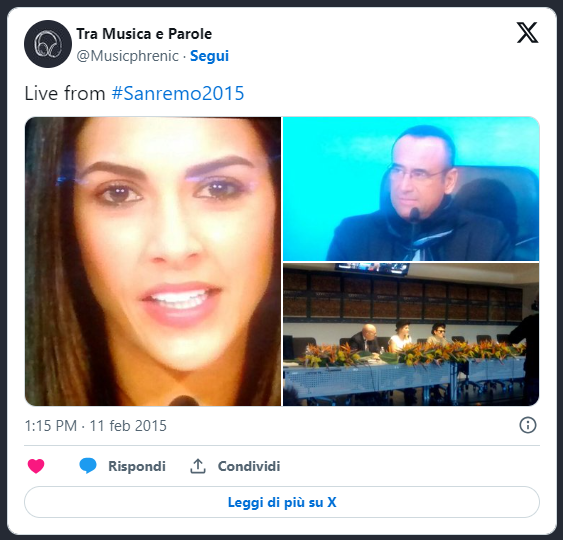 Tra Musica e Parole
@Musicphrenic · Segui
Live from #Sanremo2015
1:15 PM · 11 feb 2015
Rispondi
Condividi
Leggi di più su X